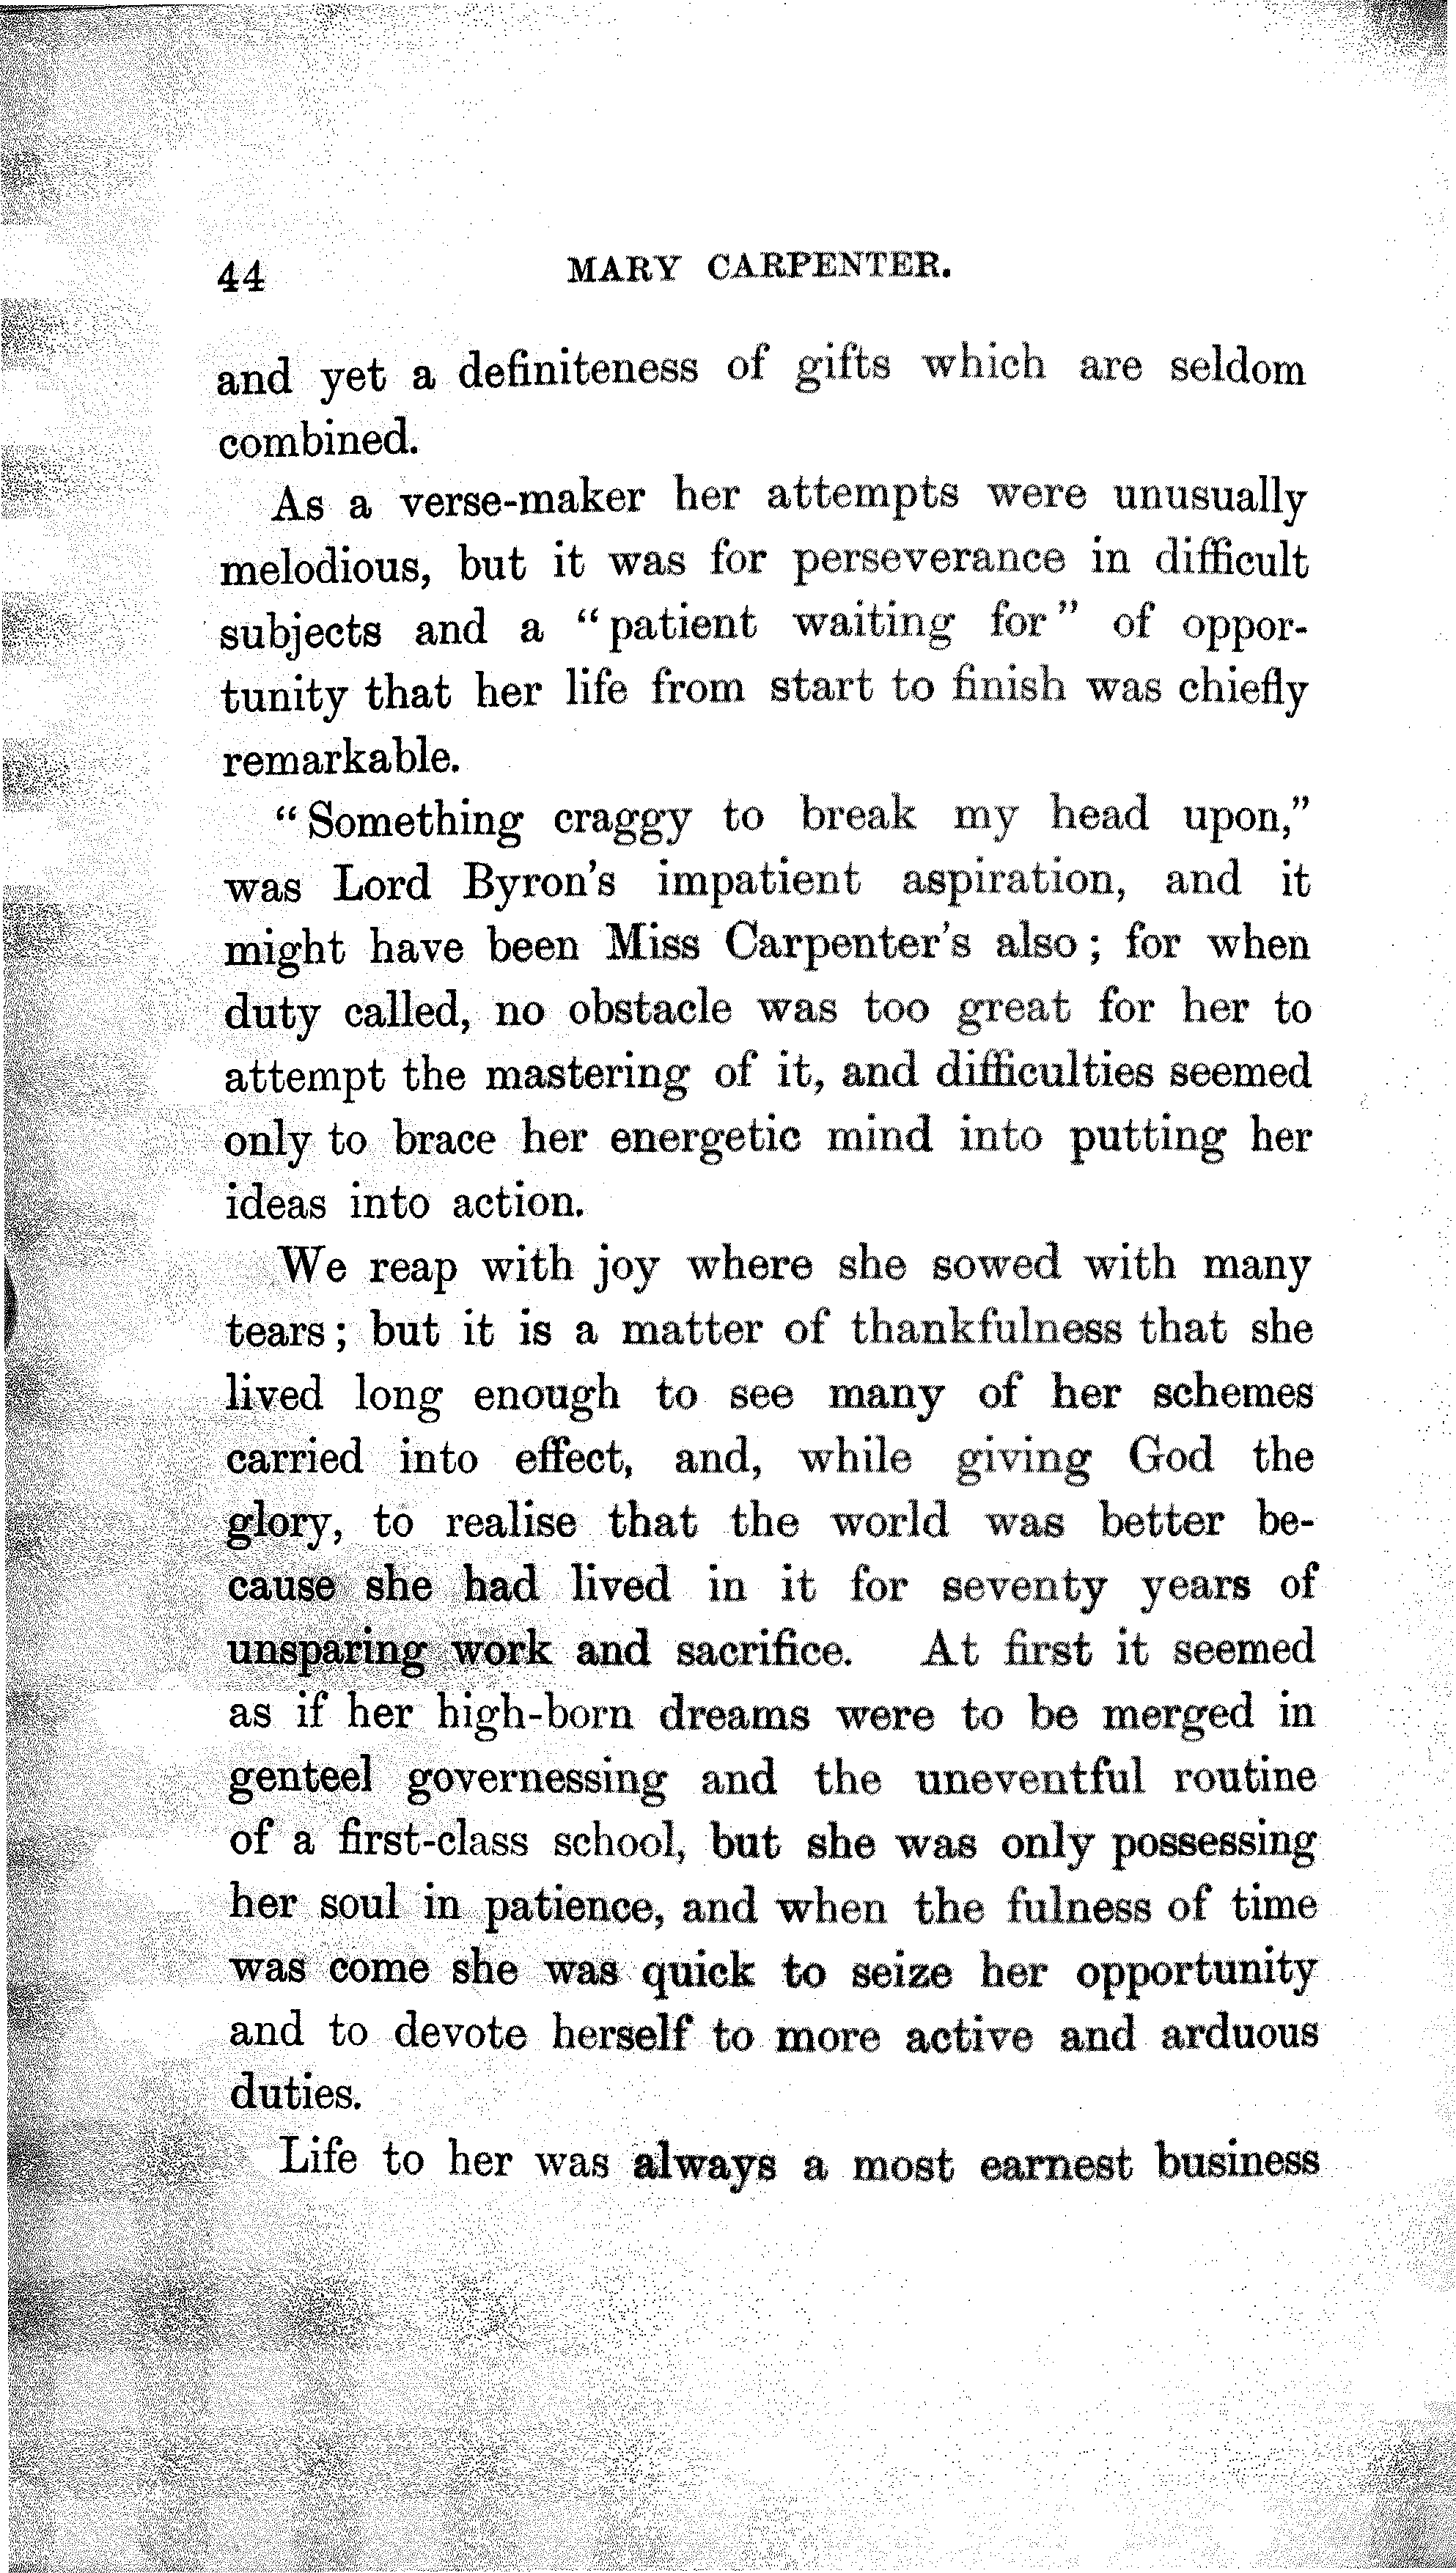 44 MARY CARPENTER.
and yet a definiteness of gifts which are seldom
combined.
As a verse-maker her attempts were unusually
melodious, but it was for perseverance in difficult
subjects and a “patient waiting for” of oppor-
tunity that her life from start to finish was chiefly
remarkable.
“Something craggy to break my head upon,”
was Lord Byron’s impatient aspiration, and it
might have been Miss Carpenter’s also; for when
duty called, no obstacle was too great for her to
attempt the mastering of it, and difficulties seemed
only to brace her energetic mind into putting her
ideas into action.
We reap with joy where she sowed with many
tears; but it is a matter of thankfulness that she
lived long enough to see many of her schemes
carried into effect, and, while giving God the
glory, to realise that the world was better be-
cause she had lived in it for seventy years of
unsparing work and sacrifice. At first it seemed
as if her high-born dreams were to be merged in
genteel governessing and the uneventful routine
of a first-class school, but she was only possessing
her soul in patience, and when the fulness of time
was come she was quick to seize her opportunity
and to devote herself to more active and arduous
duties.
Life to her was always a most earnest business